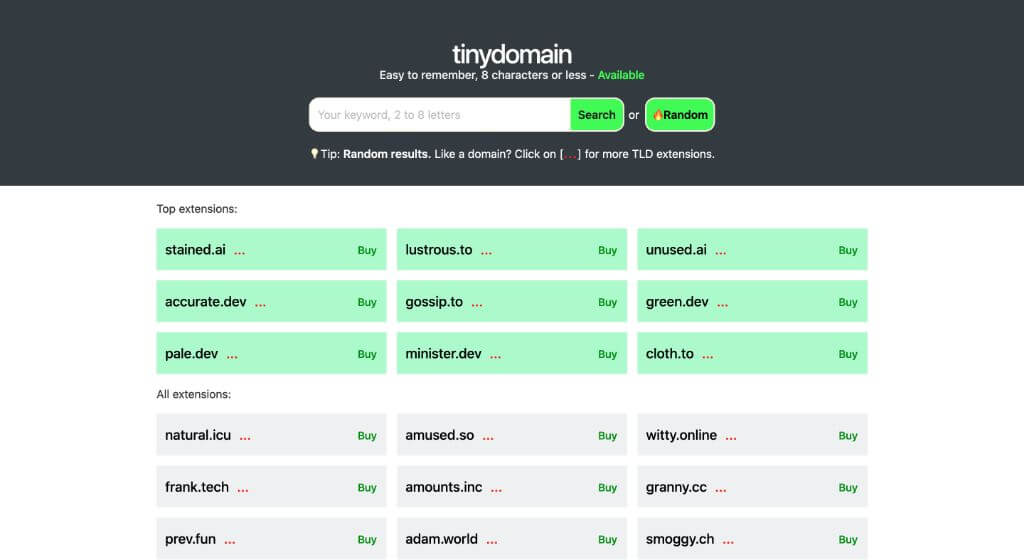 tinydomain
Easy to remember, 8 characters or less - Available
Your keyword, 2 to 8 letters Search or 🔥Random
💡Tip: Random results. Like a domain? Click on [...] for more TLD extensions.
Top extensions:
stained.ai ... Buy lustrous.to ... Buy unused.ai ... Buy
accurate.dev ... Buy gossip.to ... Buy green.dev ... Buy
pale.dev ... Buy minister.dev ... Buy cloth.to ... Buy
All extensions:
natural.icu ... Buy amused.so ... Buy witty.online ... Buy
frank.tech ... Buy amounts.inc ... Buy granny.cc ... Buy
prev.fun ... Buy adam.world ... Buy smoggy.ch ... Buy